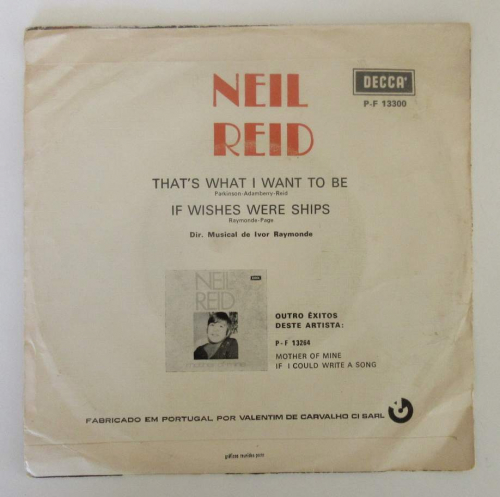 NEIL
REID
DECCA
P-F 13300
THAT'S WHAT I WANT TO BE
Parkinson-Adambeny-Reid
IF WISHES WERE SHIPS
Raymonde-Page
Dir. Musical de Ivor Raymonde
NEIL
REID
OUTRO ÊXITOS
DESTE ARTISTA:
P-F 13264
MOTHER OF MINE
IF I COULD WRITE A SONG
FABRICADO EM PORTUGAL POR VALENTIM DE CARVALHO CI SARL